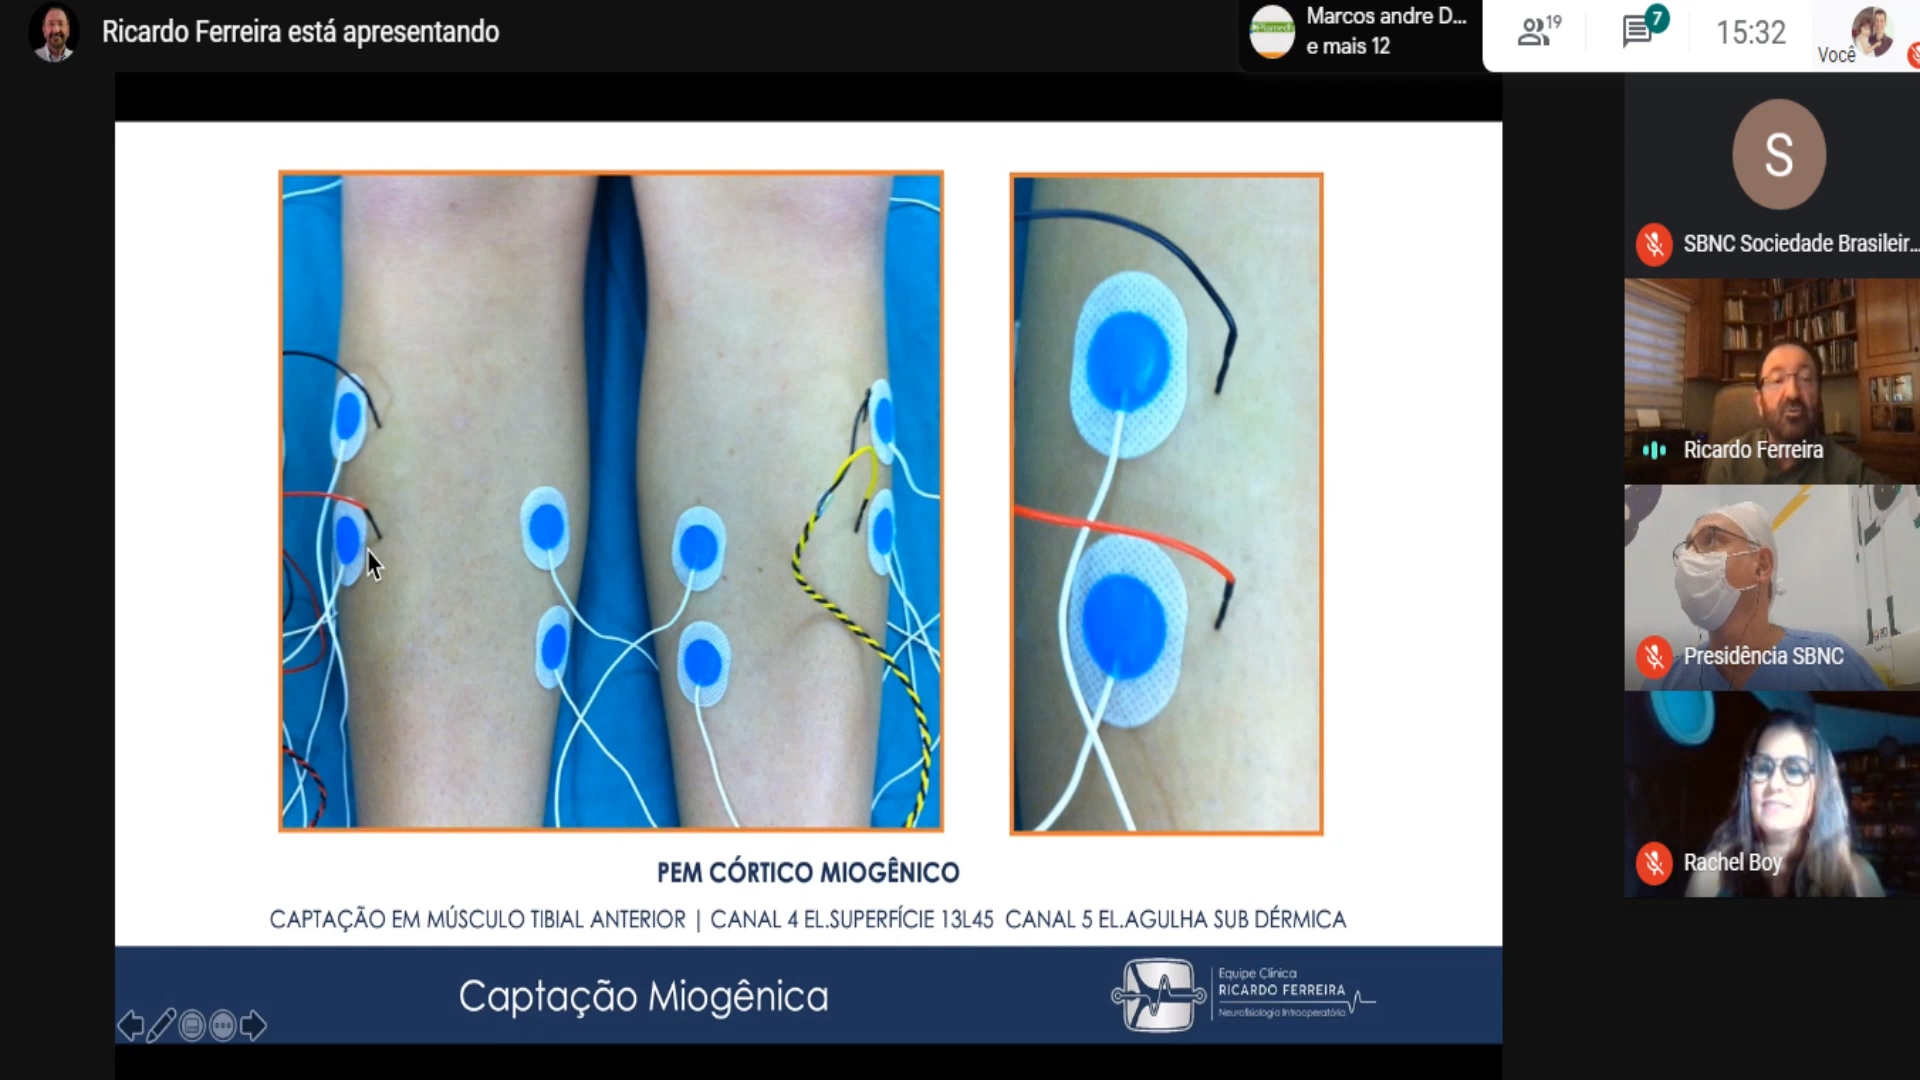 Ricardo Ferreira está apresentando
Marcos andre D...
e mais 12
19
7
15:32
Você
S
SBNC Sociedade Brasileir...
Ricardo Ferreira
Presidência SBNC
Rachel Boy
PEM CÓRTICO MIOGÊNICO
CAPTAÇÃO EM MÚSCULO TIBIAL ANTERIOR | CANAL 4 EL.SUPERFÍCIE 13L45 CANAL 5 EL.AGULHA SUB DÉRMICA
Captação Miogênica
Equipe Clínica
RICARDO FERREIRA
Neurofisiologia Intraoperatória